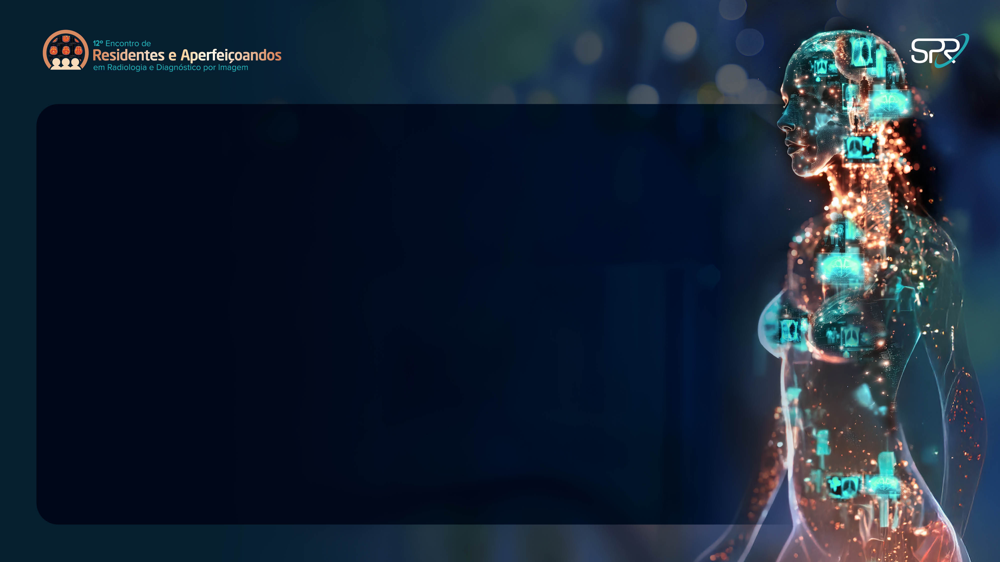 12º Encontro de
Residentes e Aperfeiçoandos
em Radiologia e Diagnóstico por Imagem
SPR